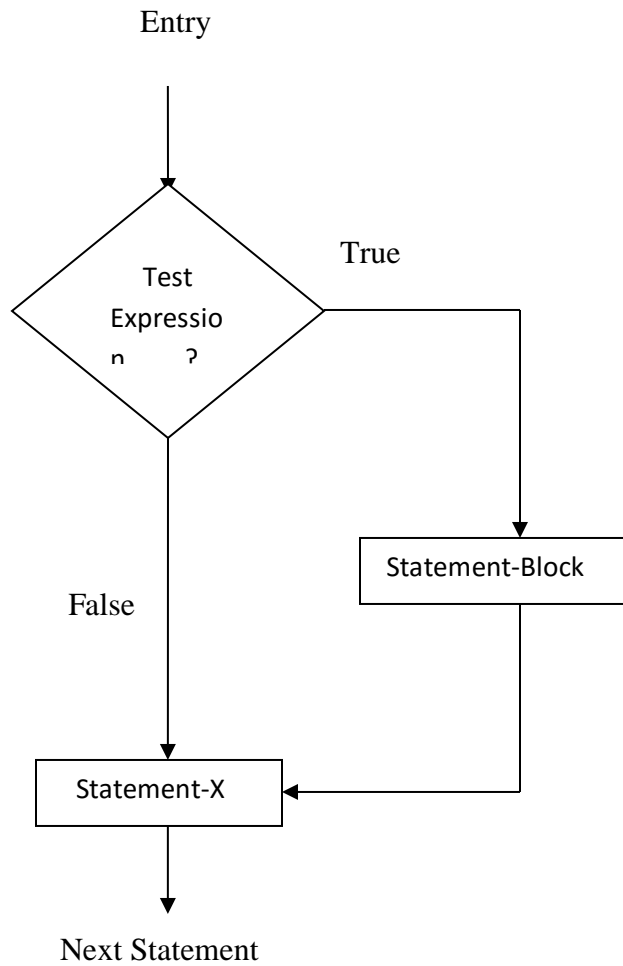 Entry
True
Test
Expressio
n ?
Statement-Block
False
Statement-X
Next Statement